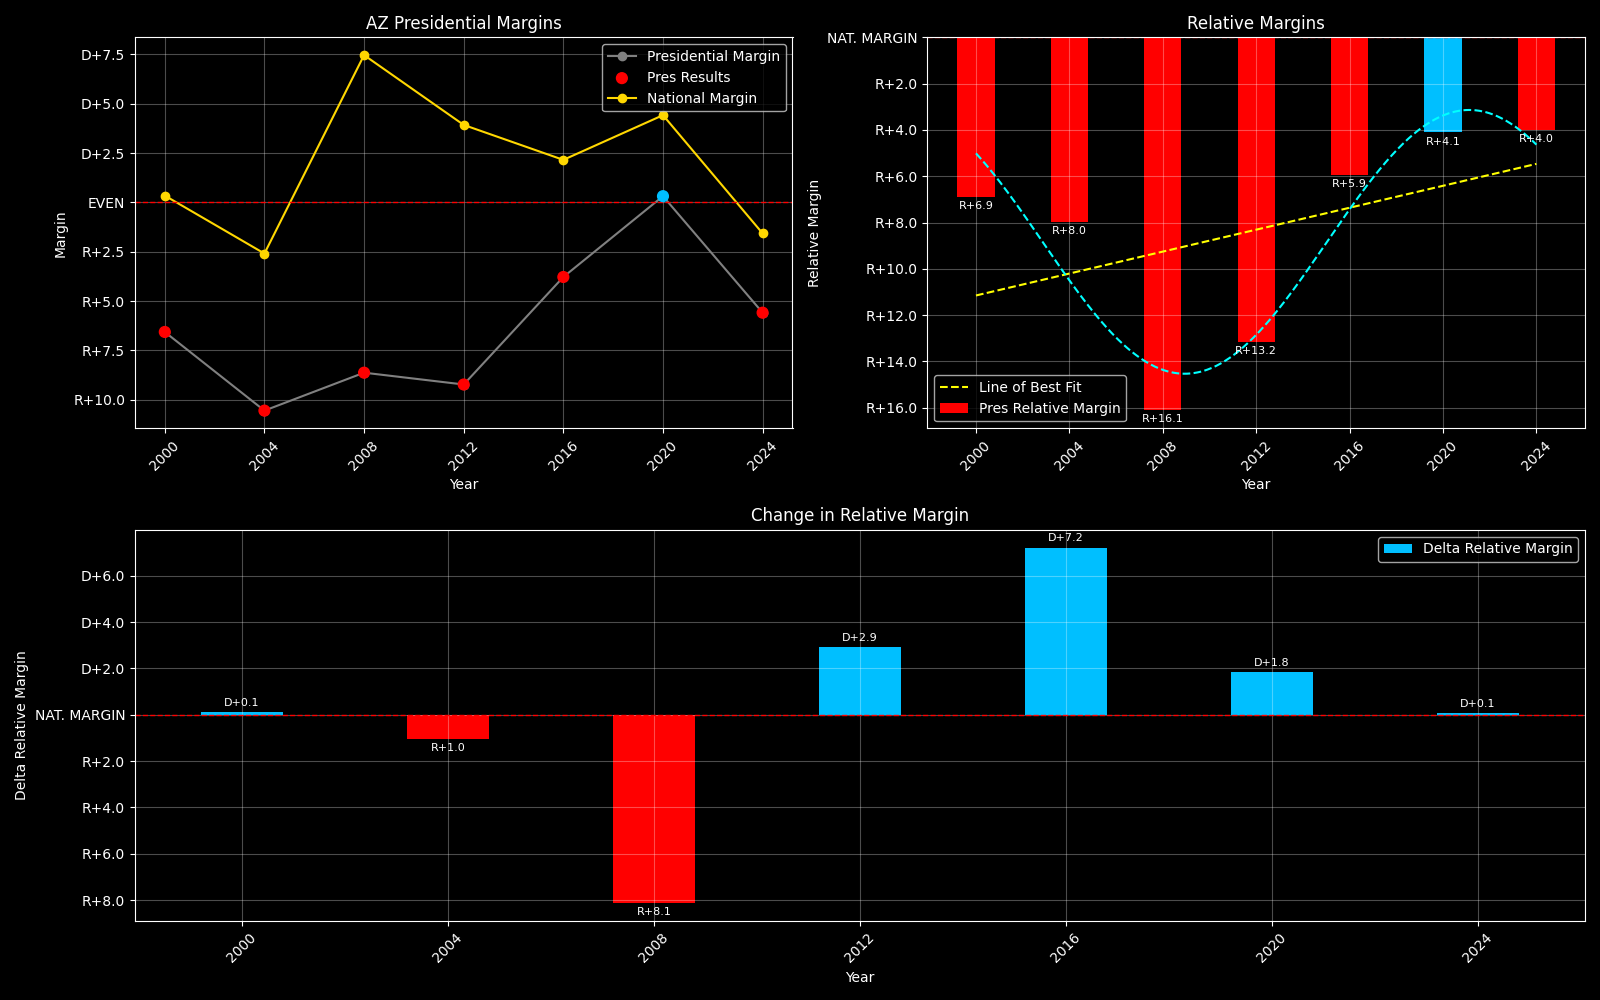 AZ Presidential Margins
D+7.5
D+5.0
D+2.5
EVEN
R+2.5
R+5.0
R+7.5
R+10.0
Margin
Presidential Margin
Pres Results
National Margin
2000
2004
2008
2012
2016
2020
2024
Year
Relative Margins
NAT. MARGIN
R+2.0
R+4.0
R+6.0
R+8.0
R+10.0
R+12.0
R+14.0
R+16.0
Relative Margin
R+6.9
R+8.0
R+16.1
R+13.2
R+5.9
R+4.1
R+4.0
Line of Best Fit
Pres Relative Margin
2000
2004
2008
2012
2016
2020
2024
Year
Change in Relative Margin
D+6.0
D+4.0
D+2.0
NAT. MARGIN
R+2.0
R+4.0
R+6.0
R+8.0
Delta Relative Margin
D+0.1
R+1.0
R+8.1
D+2.9
D+7.2
D+1.8
D+0.1
Delta Relative Margin
2000
2004
2008
2012
2016
2020
2024
Year